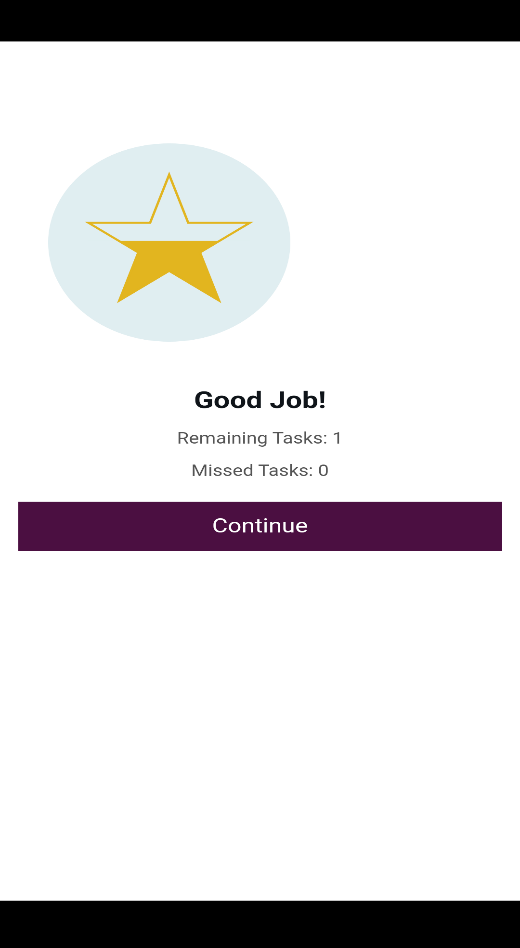 Good Job!
Remaining Tasks: 1
Missed Tasks: 0
Continue